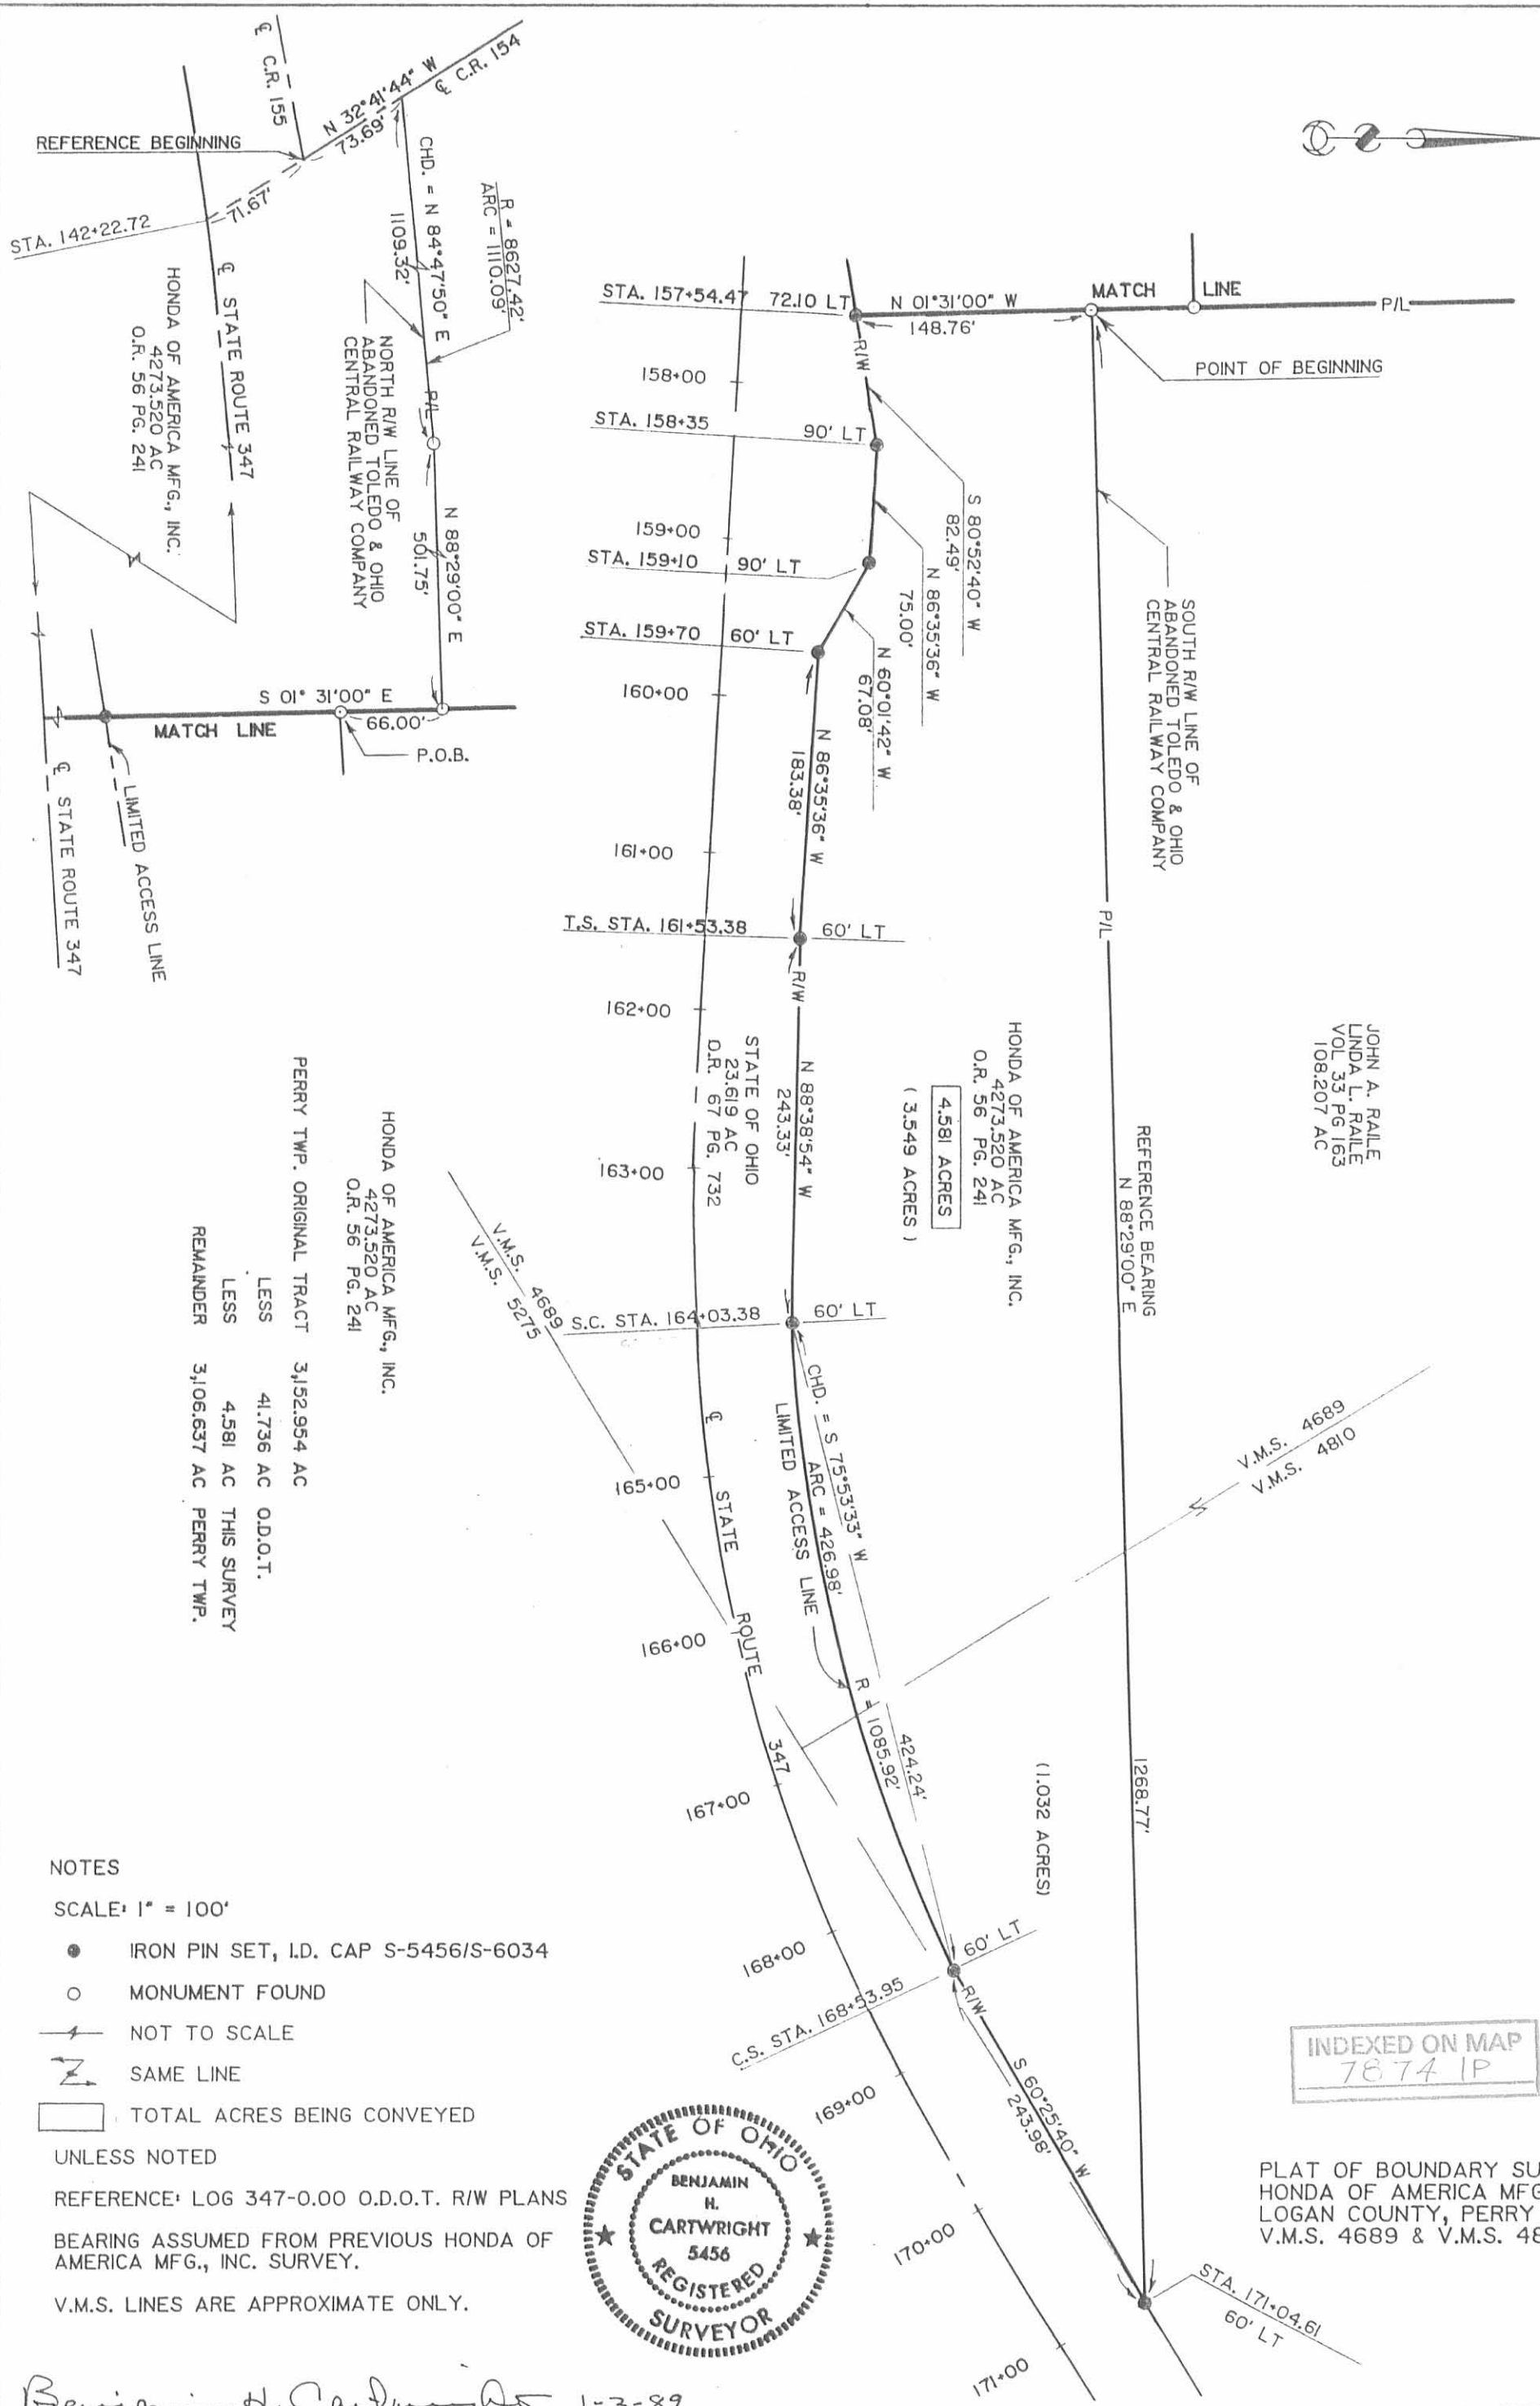 ℄ C.R. 155
N 32°41'44" W
73.69'
℄ C.R. 154
REFERENCE BEGINNING
71.67'
STA. 142+22.72
CHD. = N 84°47'50" E
1109.32'
R = 8627.42'
ARC = 1110.09'
℄ STATE ROUTE 347
HONDA OF AMERICA MFG., INC.
4273.520 AC
O.R. 56 PG. 241
P/L
NORTH R/W LINE OF
ABANDONED TOLEDO & OHIO
CENTRAL RAILWAY COMPANY
N 88°29'00" E
501.75'
S 01° 31'00" E
66.00'
MATCH LINE
P.O.B.
LIMITED ACCESS LINE
℄ STATE ROUTE 347
STA. 157+54.47 72.10 LT
N 01°31'00" W
148.76'
MATCH LINE
P/L
POINT OF BEGINNING
R/W
158+00
STA. 158+35 90' LT
S 80°52'40" W
82.49'
159+00
STA. 159+10 90' LT
N 86°35'36" W
75.00'
STA. 159+70 60' LT
N 60°01'42" W
67.08'
160+00
N 86°35'36" W
183.38'
SOUTH R/W LINE OF
ABANDONED TOLEDO & OHIO
CENTRAL RAILWAY COMPANY
161+00
P/L
T.S. STA. 161+53.38 60' LT
R/W
162+00
STATE OF OHIO
23.619 AC
O.R. 67 PG. 732
N 88°38'54" W
243.33'
HONDA OF AMERICA MFG., INC.
4273.520 AC
O.R. 56 PG. 241
4.581 ACRES
( 3.549 ACRES )
JOHN A. RAILE
LINDA L. RAILE
VOL 33 PG 163
108.207 AC
REFERENCE BEARING
N 88°29'00" E
1268.77'
163+00
HONDA OF AMERICA MFG., INC.
4273.520 AC
O.R. 56 PG. 241
V.M.S. 4689
V.M.S. 5275
S.C. STA. 164+03.38 60' LT
PERRY TWP. ORIGINAL TRACT 3,152.954 AC
LESS 41.736 AC O.D.O.T.
LESS 4.581 AC THIS SURVEY
REMAINDER 3,106.637 AC PERRY TWP.
CHD. = S 75°53'33" W
424.24'
ARC = 426.98'
R = 1085.92'
LIMITED ACCESS LINE
℄ STATE ROUTE 347
V.M.S. 4689
V.M.S. 4810
165+00
166+00
167+00
(1.032 ACRES)
168+00
60' LT
C.S. STA. 168+53.95
R/W
S 60°25'40" W
243.98'
169+00
170+00
171+00
STA. 171+04.61
60' LT
NOTES
SCALE: 1" = 100'
IRON PIN SET, I.D. CAP S-5456/S-6034
MONUMENT FOUND
NOT TO SCALE
SAME LINE
TOTAL ACRES BEING CONVEYED
UNLESS NOTED
REFERENCE: LOG 347-0.00 O.D.O.T. R/W PLANS
BEARING ASSUMED FROM PREVIOUS HONDA OF
AMERICA MFG., INC. SURVEY.
V.M.S. LINES ARE APPROXIMATE ONLY.
STATE OF OHIO
BENJAMIN
H.
CARTWRIGHT
5456
REGISTERED
SURVEYOR
INDEXED ON MAP
7874 1P
PLAT OF BOUNDARY SU
HONDA OF AMERICA MFG
LOGAN COUNTY, PERRY
V.M.S. 4689 & V.M.S. 48
Benjamin H. Cartwright 1-3-89